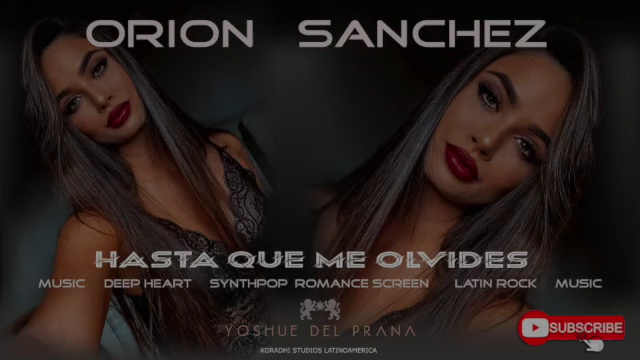 ORION SANCHEZ
HASTA QUE ME OLVIDES
MUSIC DEEP HEART SYNTHPOP ROMANCE SCREEN LATIN ROCK MUSIC
YOSHUE DEL PRANA
KORADHI STUDIOS LATINOAMERICA
SUBSCRIBE